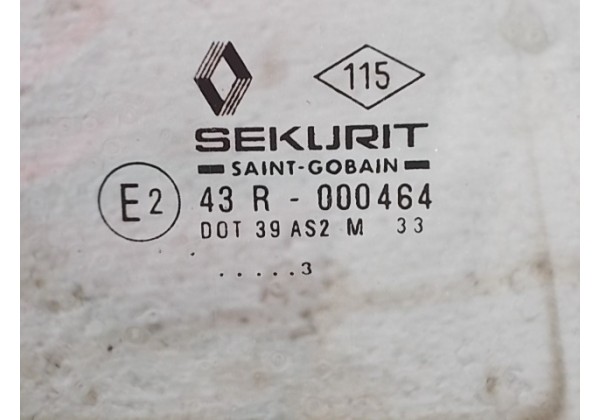 115
SEKURIT
SAINT-GOBAIN
E2 43 R - 000464
DOT 39 AS2 M 33
.....3